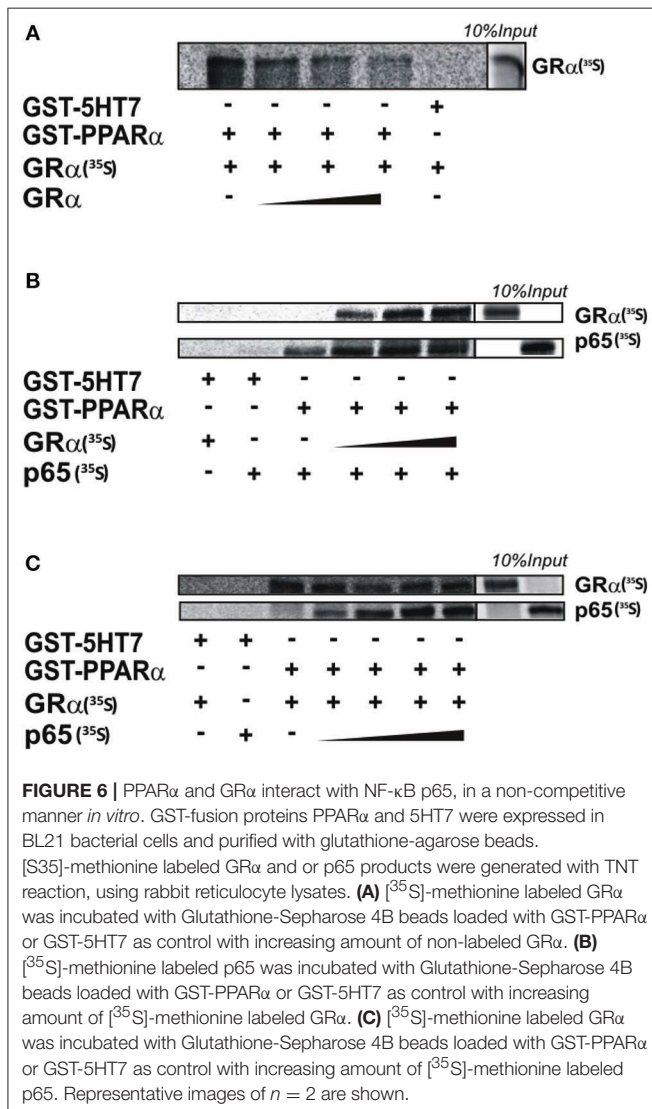 A
10%Input
GRα(35S)
GST-5HT7 - - - - +
GST-PPARα + + + + -
GRα(35S) + + + + +
GRα - -
B
10%Input
GRα(35S)
p65(35S)
GST-5HT7 + + - - - -
GST-PPARα - - + + + +
GRα(35S) + - -
p65(35S) - + + + + +
C
10%Input
GRα(35S)
p65(35S)
GST-5HT7 + + - - - - -
GST-PPARα - - + + + + +
GRα(35S) + - + + + + +
p65(35S) - + -
FIGURE 6 | PPARα and GRα interact with NF-κB p65, in a non-competitive
manner in vitro. GST-fusion proteins PPARα and 5HT7 were expressed in
BL21 bacterial cells and purified with glutathione-agarose beads.
[S35]-methionine labeled GRα and or p65 products were generated with TNT
reaction, using rabbit reticulocyte lysates. (A) [35S]-methionine labeled GRα
was incubated with Glutathione-Sepharose 4B beads loaded with GST-PPARα
or GST-5HT7 as control with increasing amount of non-labeled GRα. (B)
[35S]-methionine labeled p65 was incubated with Glutathione-Sepharose 4B
beads loaded with GST-PPARα or GST-5HT7 as control with increasing
amount of [35S]-methionine labeled GRα. (C) [35S]-methionine labeled GRα
was incubated with Glutathione-Sepharose 4B beads loaded with GST-PPARα
or GST-5HT7 as control with increasing amount of [35S]-methionine labeled
p65. Representative images of n = 2 are shown.